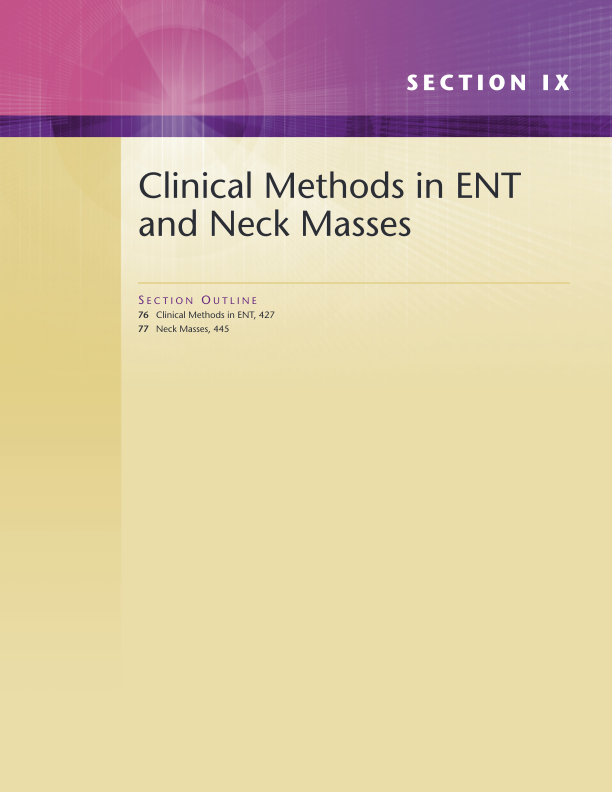 SECTION IX
Clinical Methods in ENT
and Neck Masses
SECTION OUTLINE
76 Clinical Methods in ENT, 427
77 Neck Masses, 445